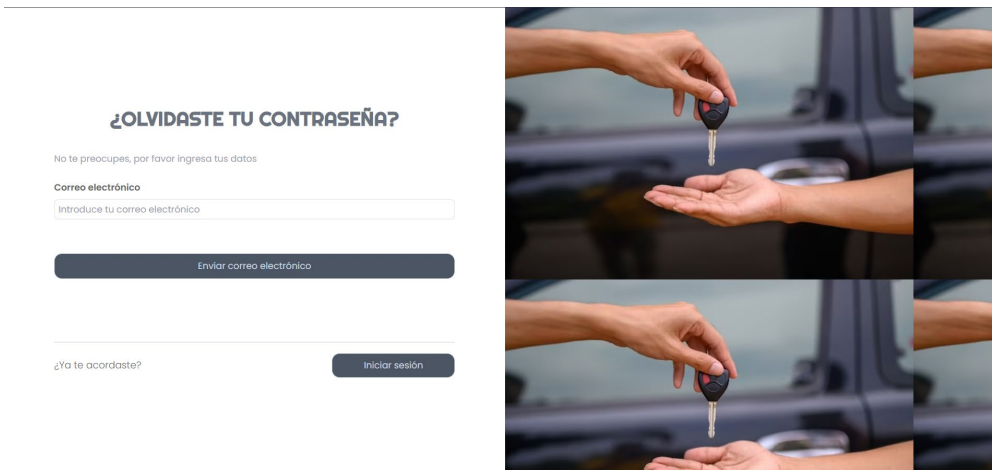 ¿OLVIDASTE TU CONTRASEÑA?
No te preocupes, por favor ingresa tus datos
Correo electrónico
Introduce tu correo electrónico
Enviar correo electrónico
¿Ya te acordaste?
Iniciar sesión